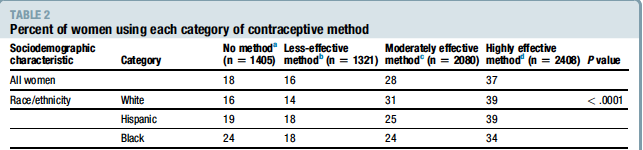 TABLE 2
Percent of women using each category of contraceptive method
Sociodemographic No methodᵃ Less-effective Moderately effective Highly effective
characteristic Category (n = 1405) methodᵇ (n = 1321) methodᶜ (n = 2080) methodᵈ (n = 2408) P value
All women 18 16 28 37
Race/ethnicity White 16 14 31 39 < .0001
Hispanic 19 18 25 39
Black 24 18 24 34